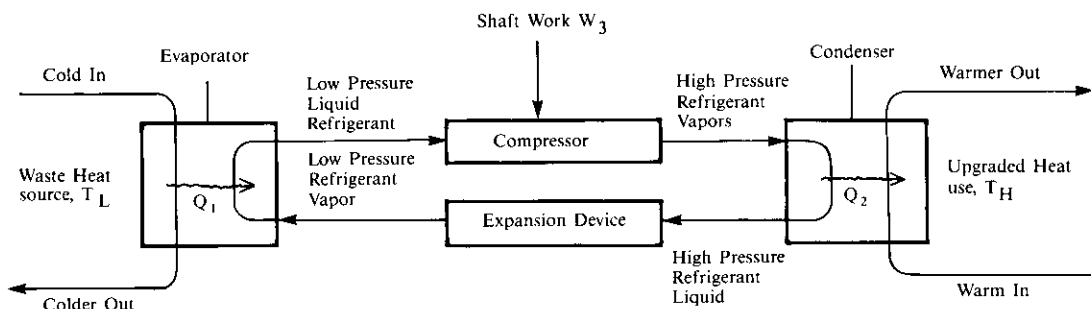 Shaft Work W3
Evaporator
Condenser
Cold In
Low Pressure
Liquid
Refrigerant
High Pressure
Refrigerant
Vapors
Warmer Out
Compressor
Waste Heat
source, TL
Q1
Low Pressure
Refrigerant
Vapor
Expansion Device
Q2
Upgraded Heat
use, TH
High Pressure
Refrigerant
Liquid
Colder Out
Warm In